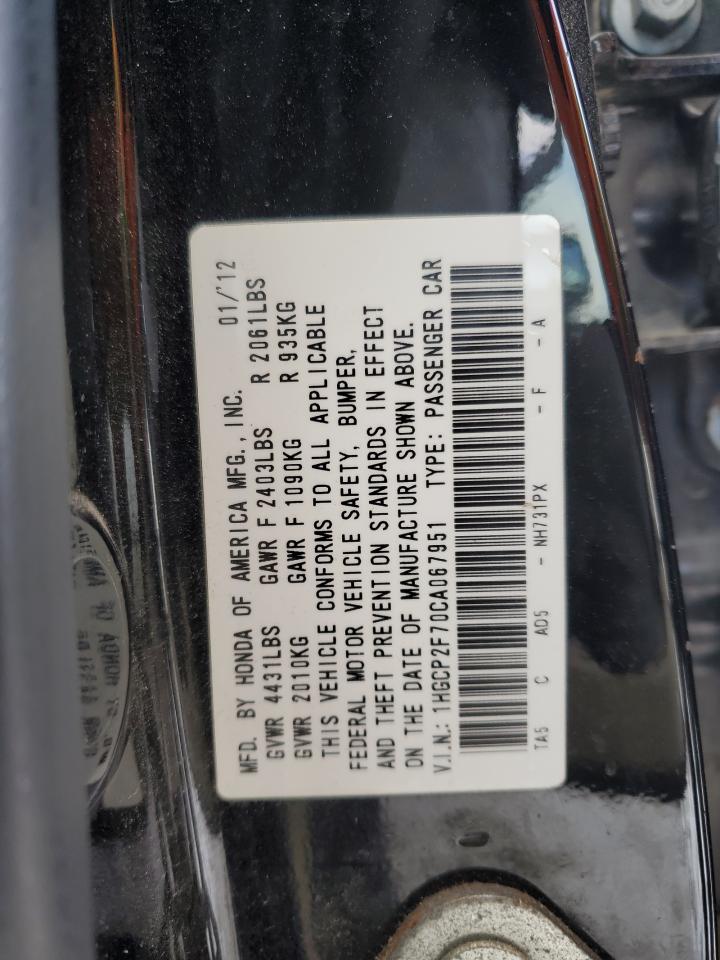 MFD. BY HONDA OF AMERICA MFG., INC. 01/'12
GVWR 4431LBS GAWR F 2403LBS R 2061LBS
GVWR 2010KG GAWR F 1090KG R 935KG
THIS VEHICLE CONFORMS TO ALL APPLICABLE
FEDERAL MOTOR VEHICLE SAFETY, BUMPER,
AND THEFT PREVENTION STANDARDS IN EFFECT
ON THE DATE OF MANUFACTURE SHOWN ABOVE.
V.I.N.: 1HGCP2F70CA067951 TYPE: PASSENGER CAR
TA5 C AD5 - NH731PX - F - A